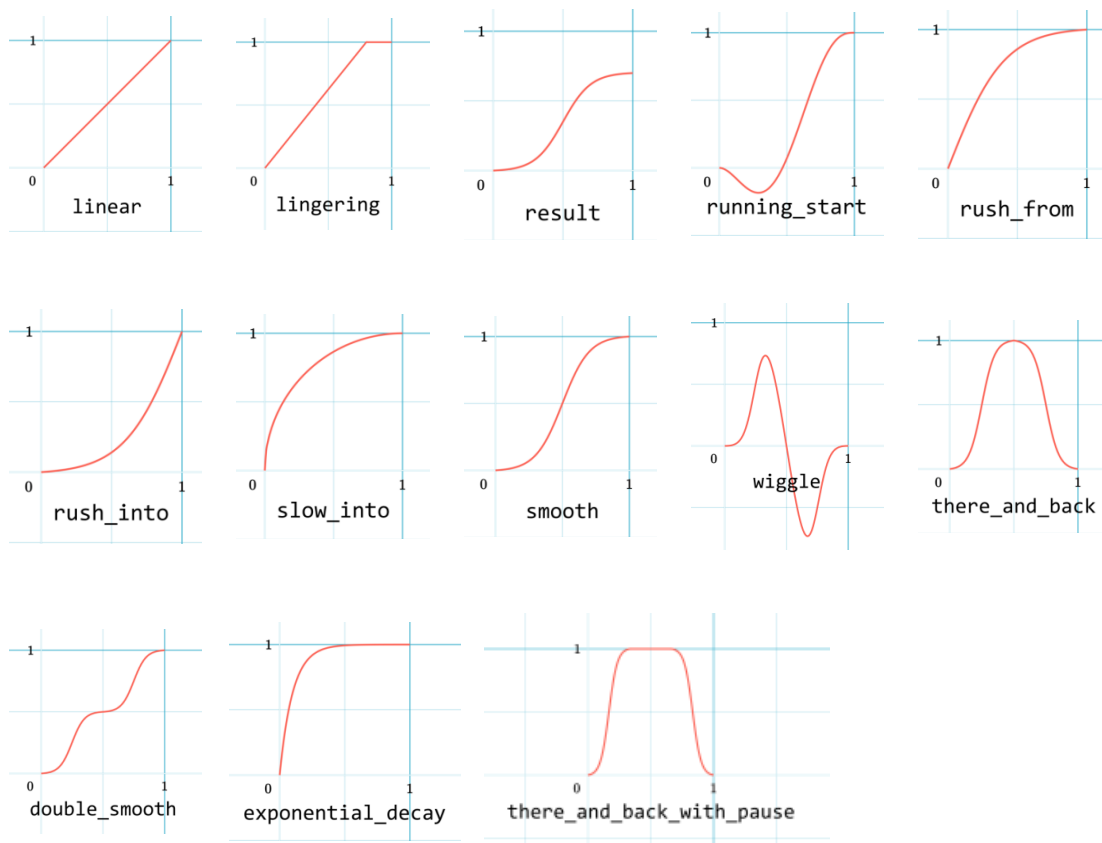 1
0 1
linear
1
0 1
lingering
1
0 1
result
1
0 1
running_start
1
0 1
rush_from
1
0 1
rush_into
1
0 1
slow_into
1
0 1
smooth
1
0 1
wiggle
1
0 1
there_and_back
1
0 1
double_smooth
1
0 1
exponential_decay
1
0 1
there_and_back_with_pause